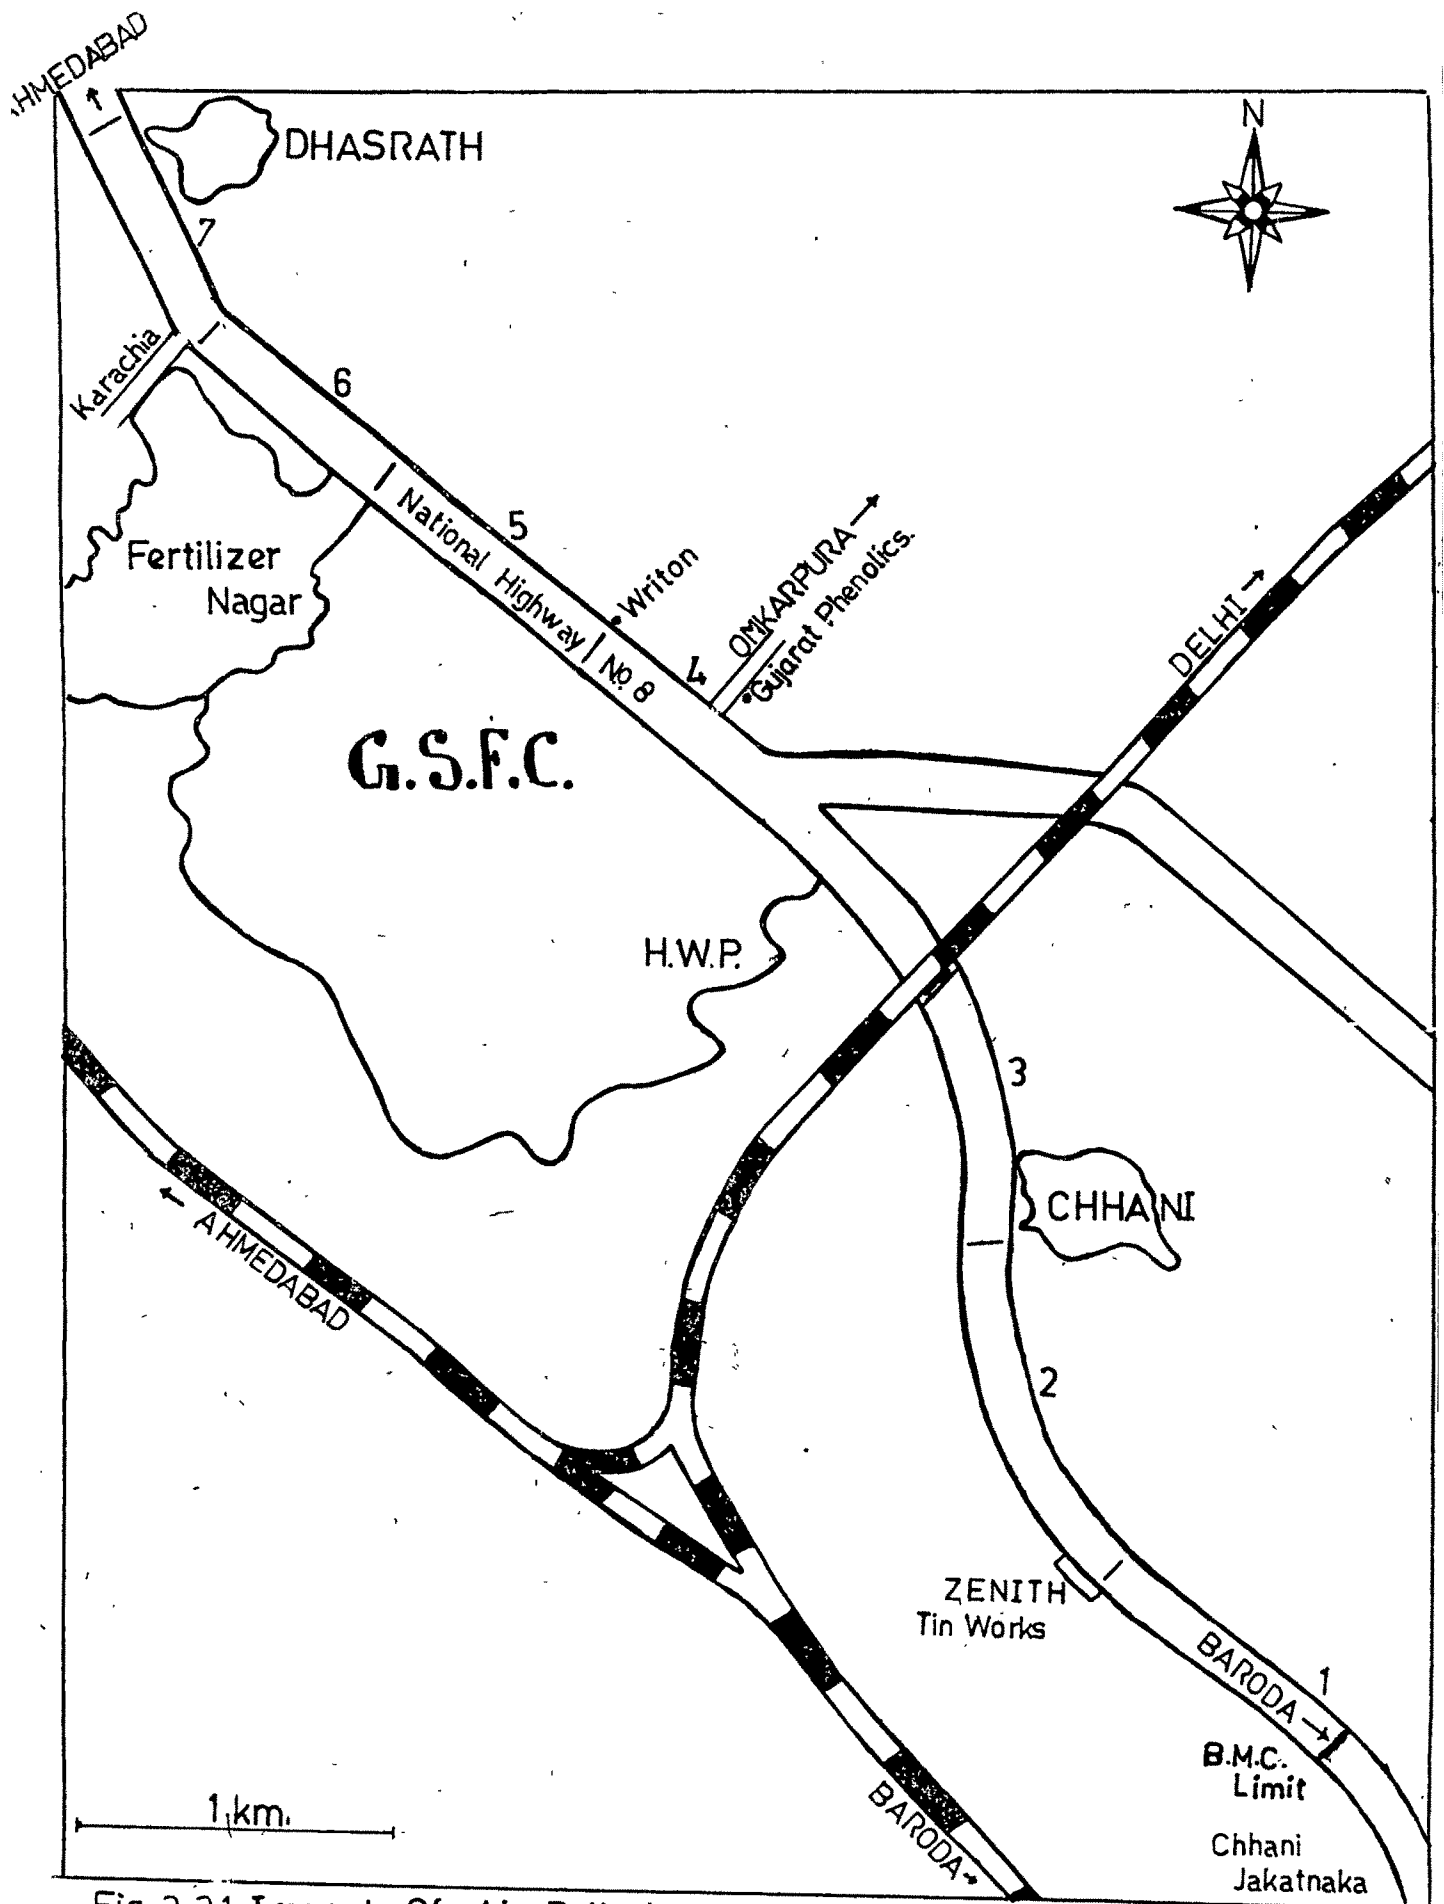 AHMEDABAD
N
DHASRATH
7
Karachia
6
5
National Highway No. 8
Fertilizer
Nagar
Writon
4
OMKARPURA
Gujarat Phenolics.
DELHI
G.S.F.C.
H.W.P.
3
CHHANI
AHMEDABAD
2
ZENITH
Tin Works
BARODA
1
B.M.C.
Limit
1 km.
BARODA
Chhani
Jakatnaka